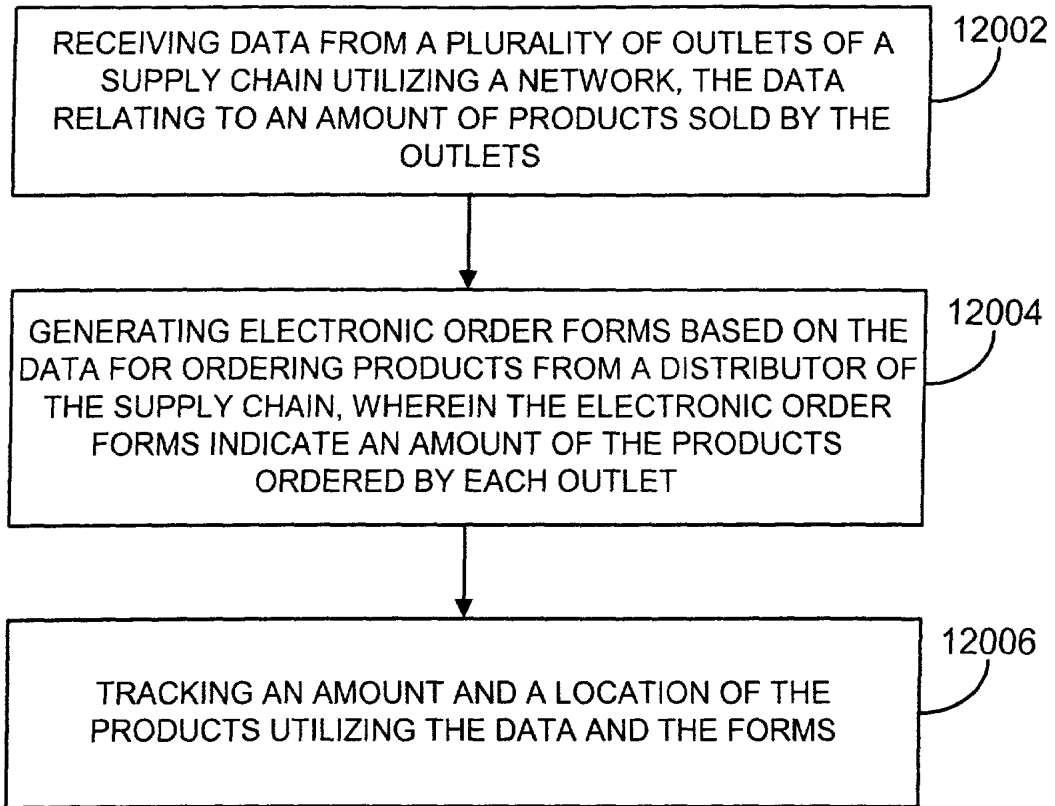 RECEIVING DATA FROM A PLURALITY OF OUTLETS OF A
SUPPLY CHAIN UTILIZING A NETWORK, THE DATA
RELATING TO AN AMOUNT OF PRODUCTS SOLD BY THE
OUTLETS
12002
GENERATING ELECTRONIC ORDER FORMS BASED ON THE
DATA FOR ORDERING PRODUCTS FROM A DISTRIBUTOR OF
THE SUPPLY CHAIN, WHEREIN THE ELECTRONIC ORDER
FORMS INDICATE AN AMOUNT OF THE PRODUCTS
ORDERED BY EACH OUTLET
12004
TRACKING AN AMOUNT AND A LOCATION OF THE
PRODUCTS UTILIZING THE DATA AND THE FORMS
12006